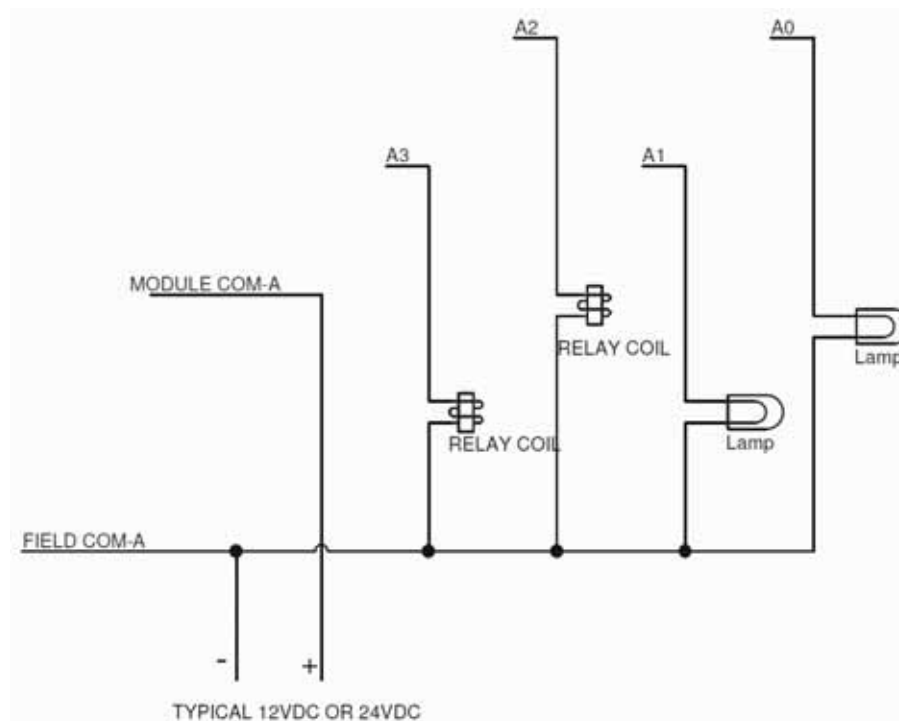 A2
A0
A3
A1
MODULE COM-A
RELAY COIL
Lamp
RELAY COIL
Lamp
FIELD COM-A
- +
TYPICAL 12VDC OR 24VDC